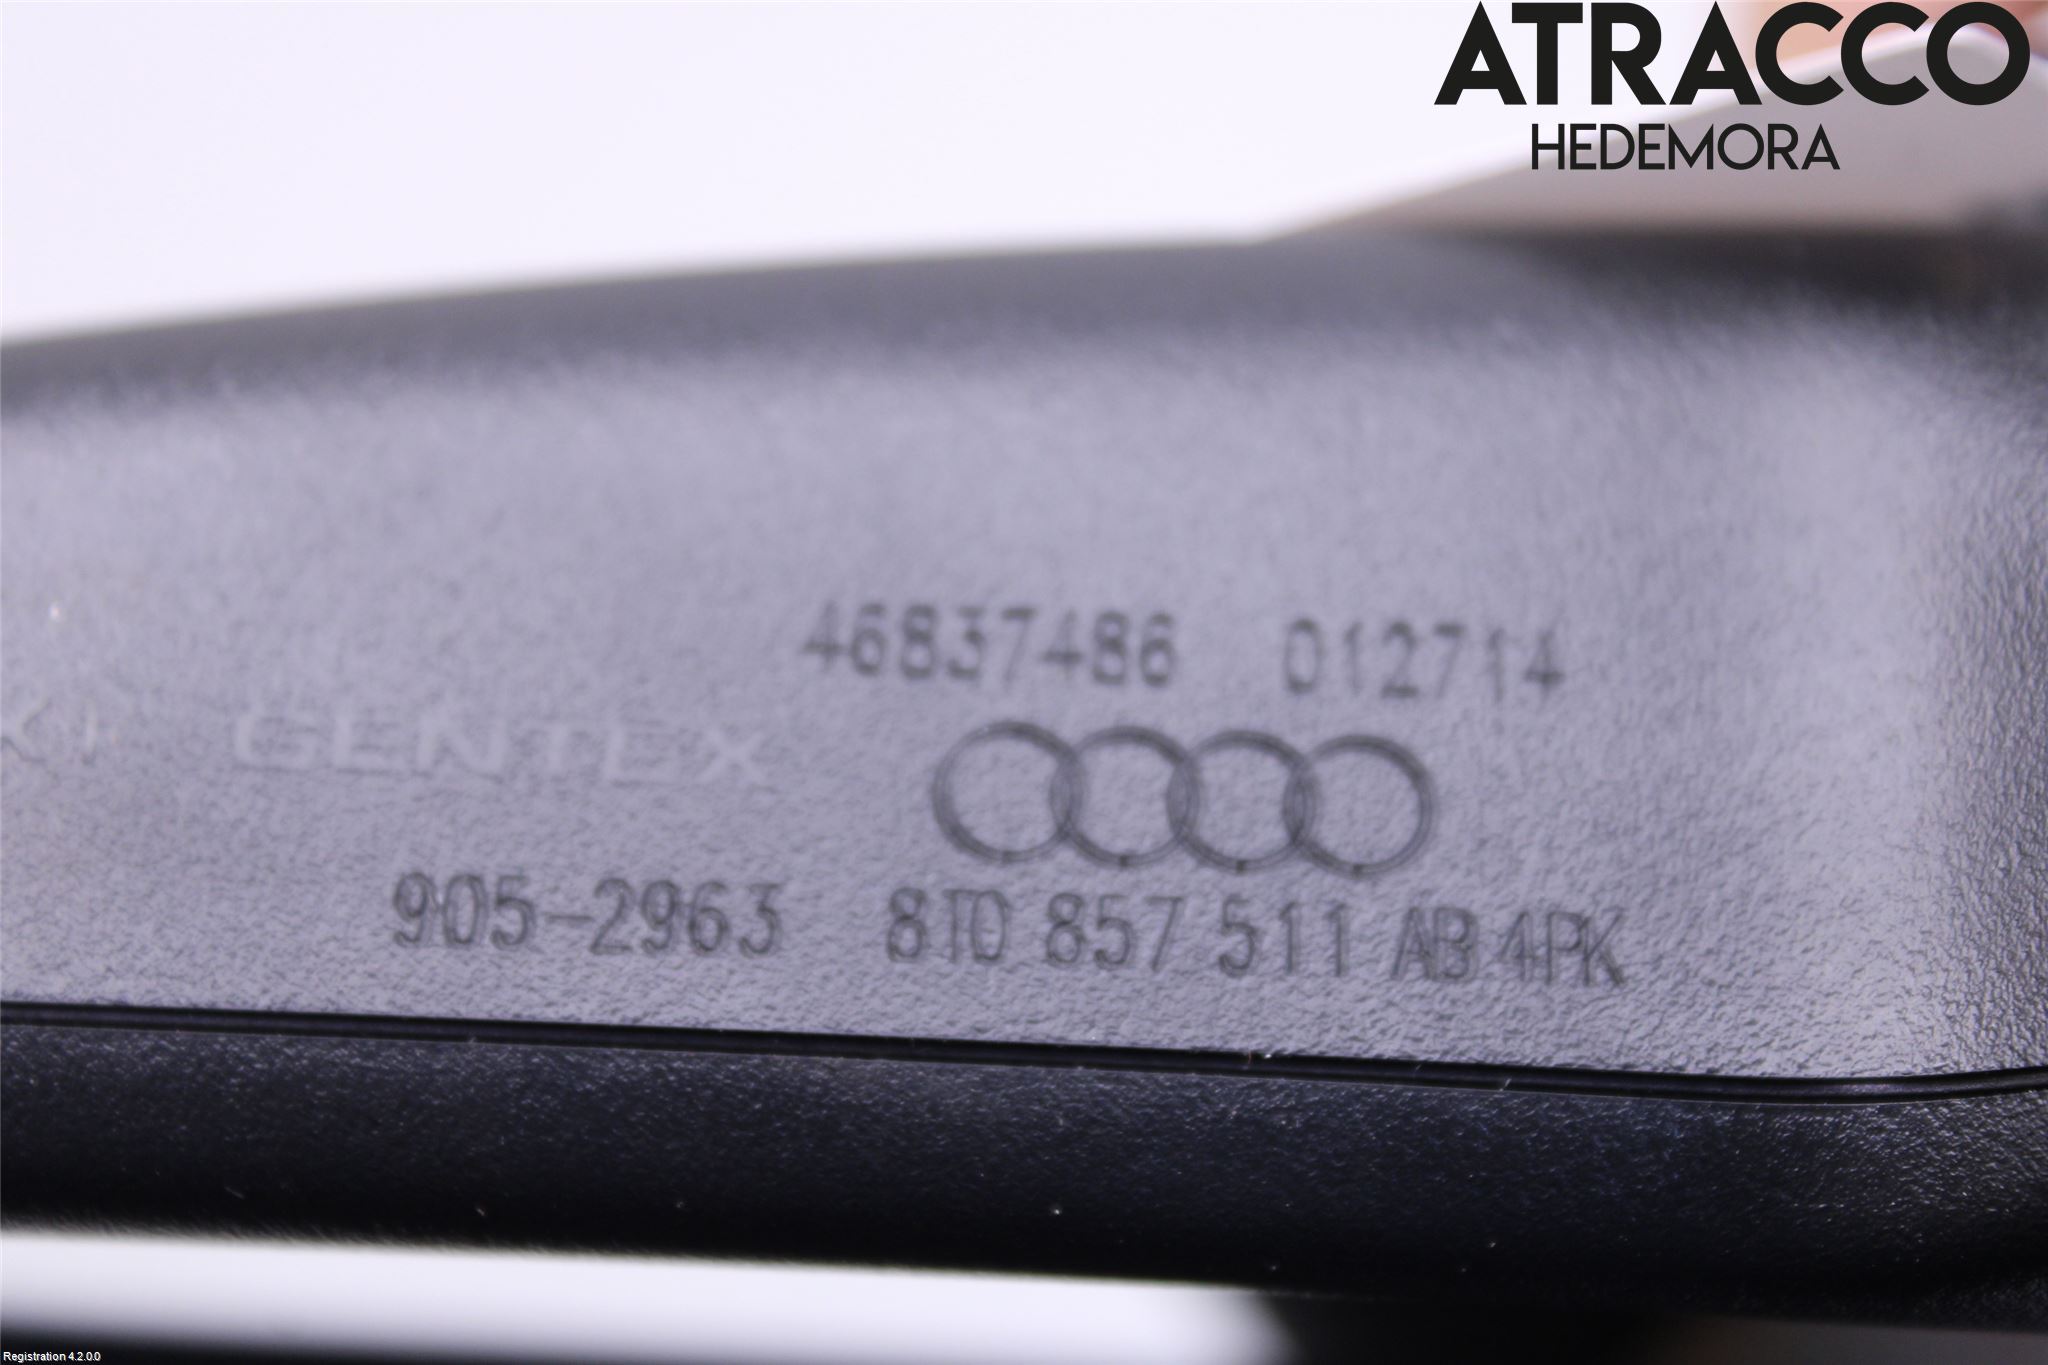 ATRACCO
HEDEMORA
46837486 012714
GENTEX
905-2963 8T0 857 511 AB 4PK
Registration 4.2.0.0